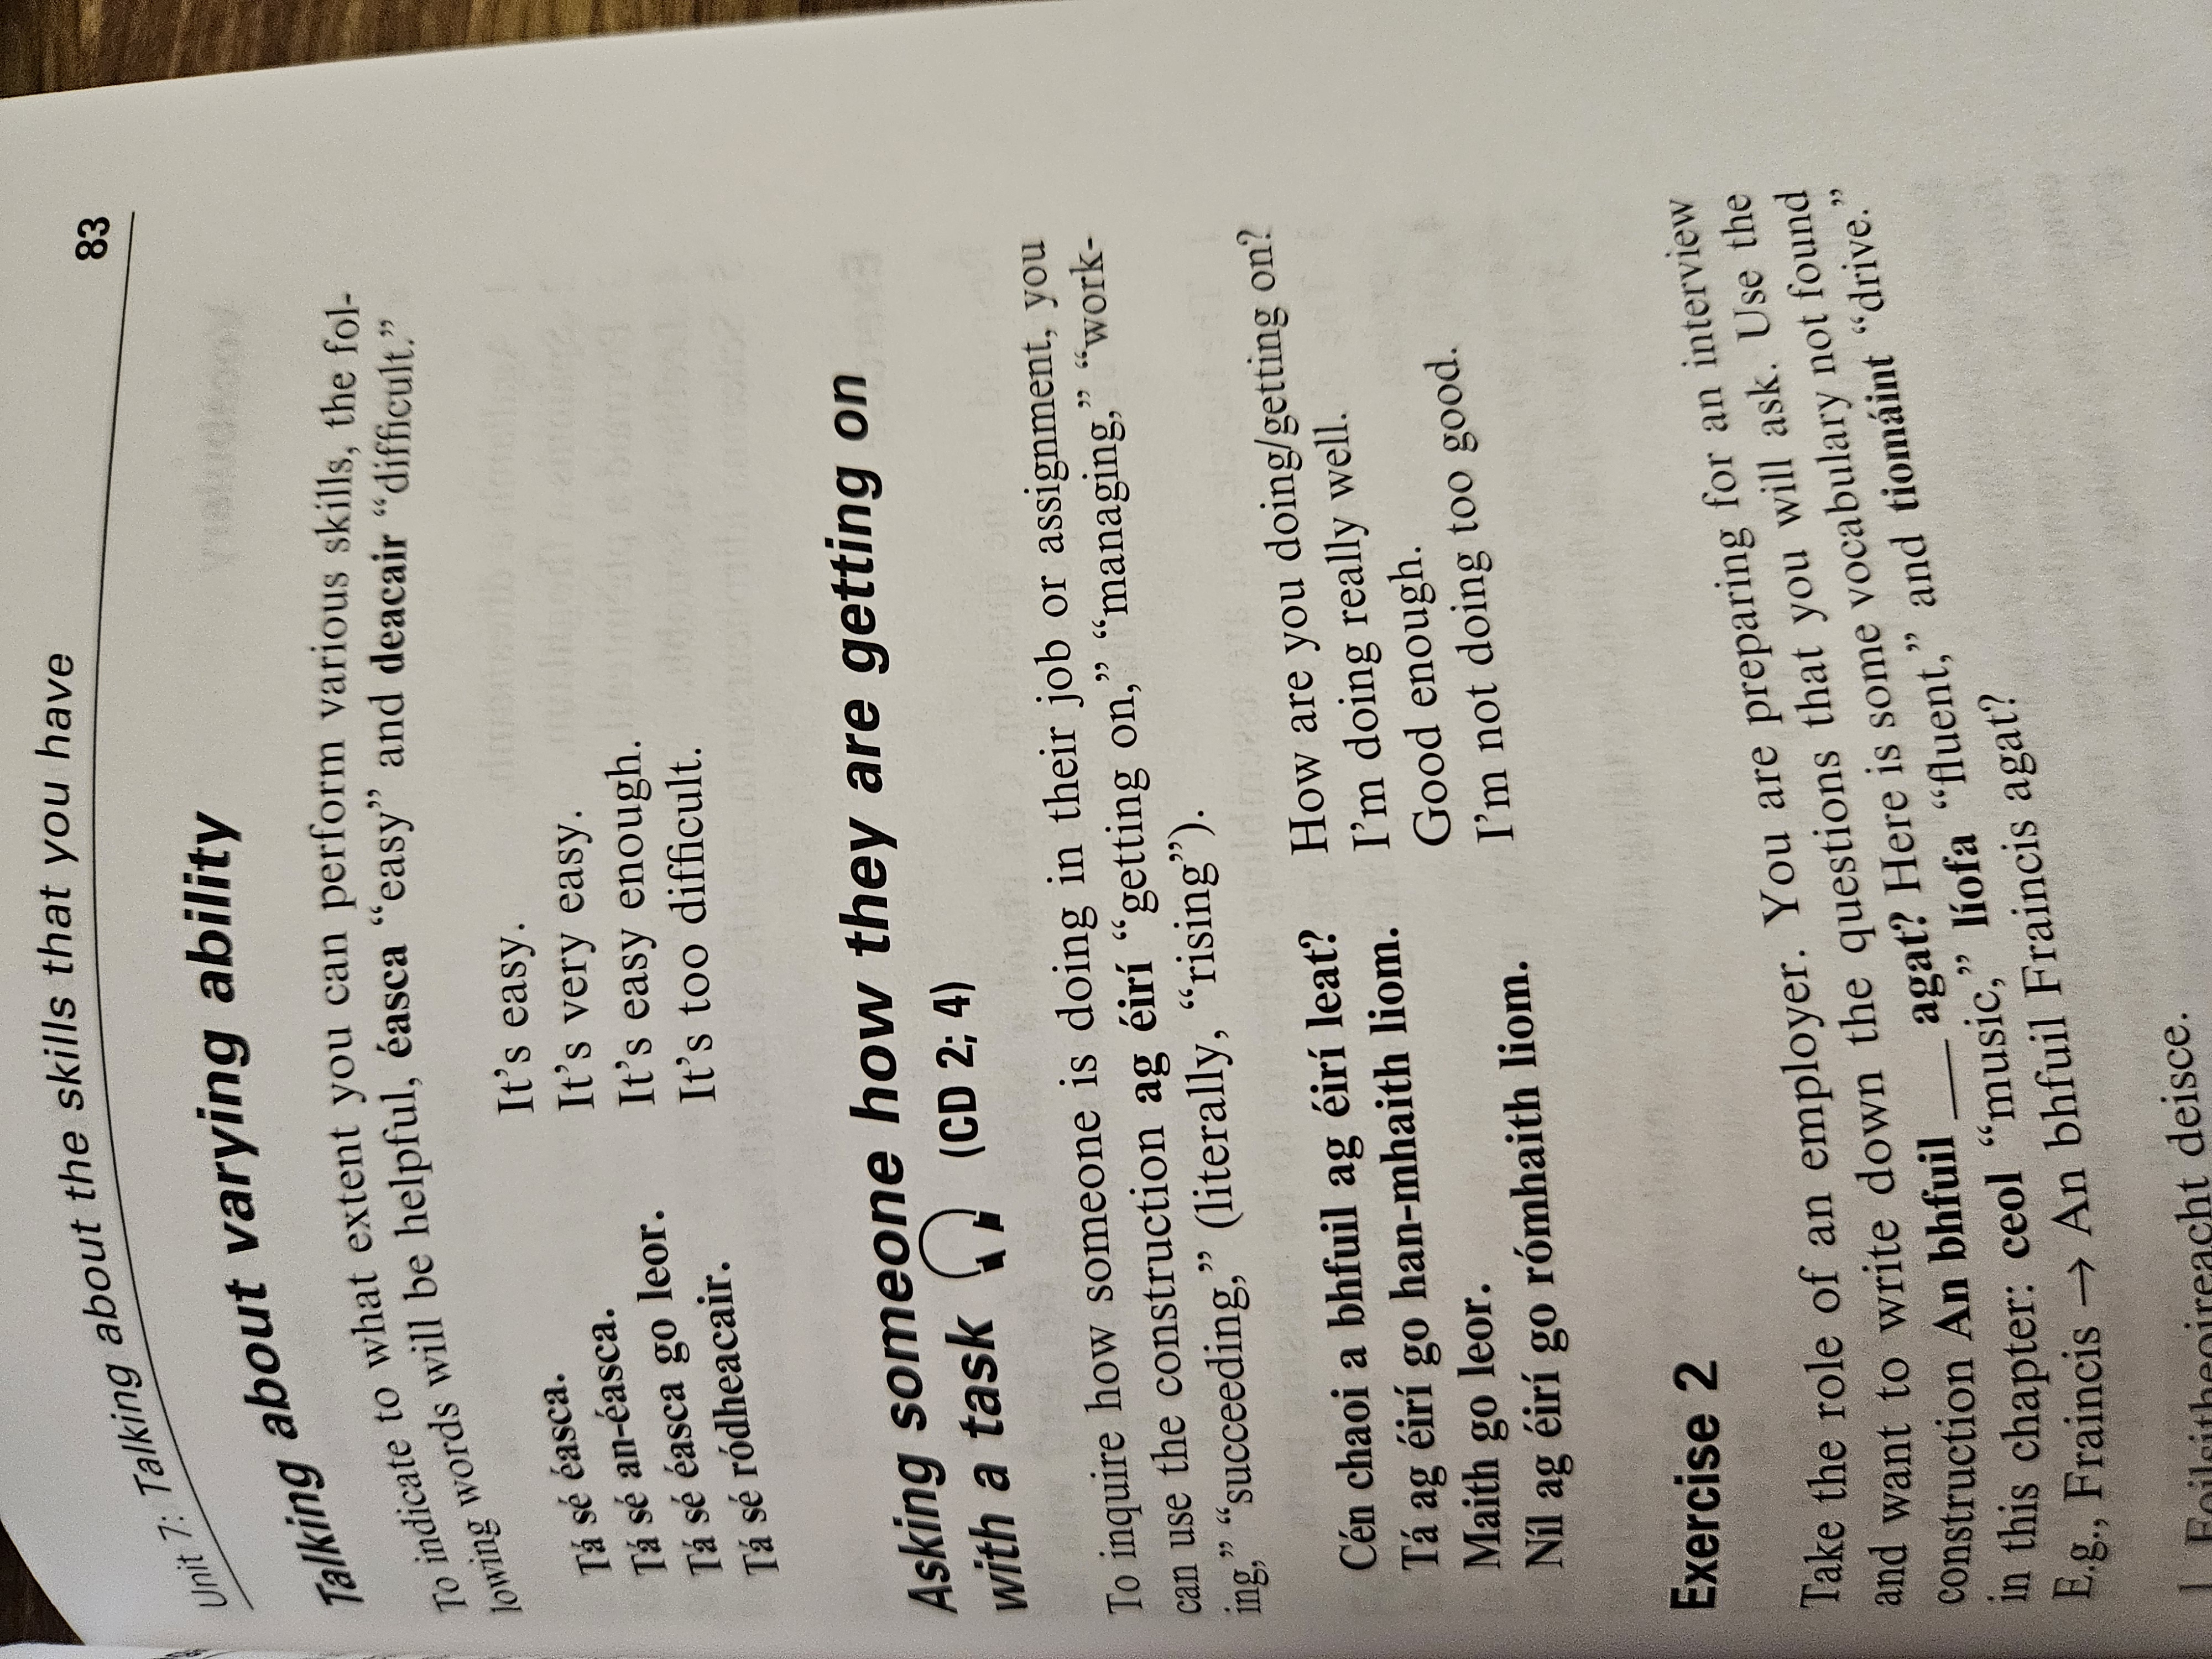 Unit 7: Talking about the skills that you have 83
Talking about varying ability
To indicate to what extent you can perform various skills, the fol-
lowing words will be helpful, éasca “easy” and deacair “difficult.”
Tá sé éasca. It’s easy.
Tá sé an-éasca. It’s very easy.
Tá sé éasca go leor. It’s easy enough.
Tá sé ródheacair. It’s too difficult.
Asking someone how they are getting on
with a task (CD 2; 4)
To inquire how someone is doing in their job or assignment, you
can use the construction ag éirí “getting on,” “managing,” “work-
ing,” “succeeding,” (literally, “rising”).
Cén chaoi a bhfuil ag éirí leat? How are you doing/getting on?
Tá ag éirí go han-mhaith liom. I’m doing really well.
Maith go leor. Good enough.
Níl ag éirí go rómhaith liom. I’m not doing too good.
Exercise 2
Take the role of an employer. You are preparing for an interview
and want to write down the questions that you will ask. Use the
construction An bhfuil ___ agat? Here is some vocabulary not found
in this chapter: ceol “music,” líofa “fluent,” and tiomáint “drive.”
E.g., Fraincis → An bhfuil Fraincis agat?
1 Foilsitheoireacht deisce.